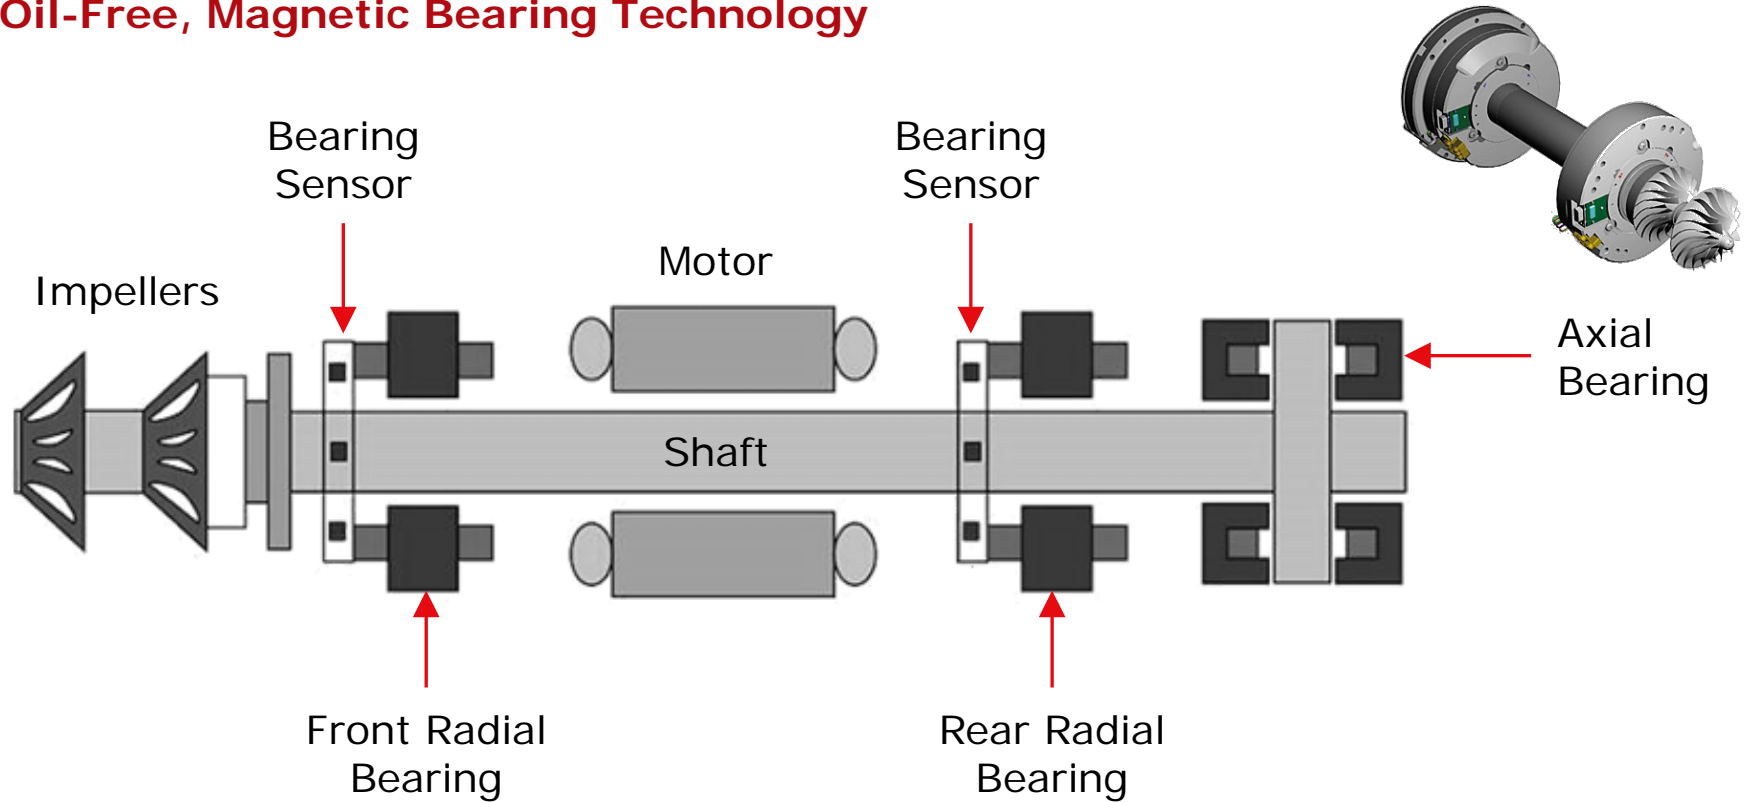 Oil-Free, Magnetic Bearing Technology
Bearing
Sensor
Bearing
Sensor
Motor
Impellers
Axial
Bearing
Shaft
Front Radial
Bearing
Rear Radial
Bearing